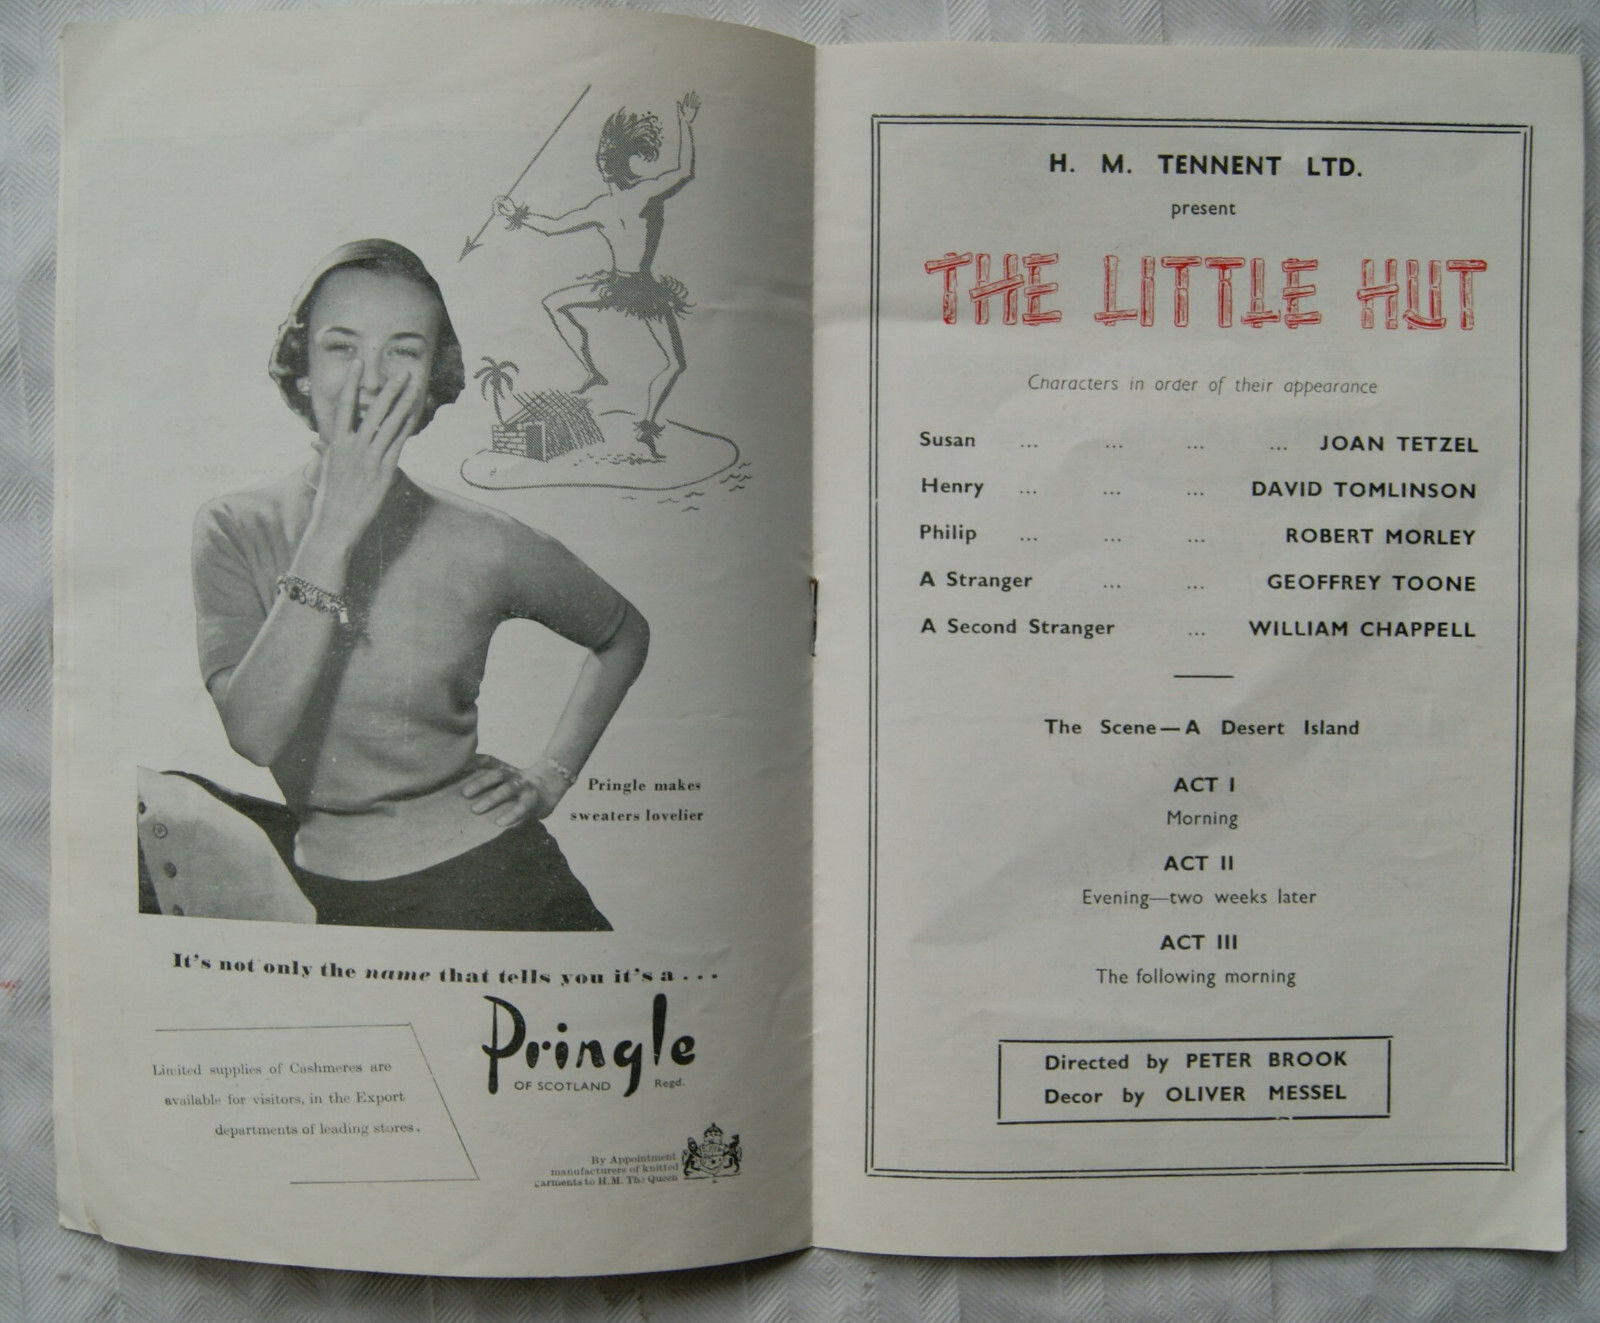 Pringle makes
sweaters lovelier
It's not only the name that tells you it's a . . .
Pringle
OF SCOTLAND Regd.
Limited supplies of Cashmeres are
available for visitors, in the Export
departments of leading stores.
By Appointment
manufacturers of knitted
garments to H.M. The Queen
H. M. TENNENT LTD.
present
THE LITTLE HUT
Characters in order of their appearance
Susan ... ... ... ... JOAN TETZEL
Henry ... ... ... DAVID TOMLINSON
Philip ... ... ... ROBERT MORLEY
A Stranger ... ... GEOFFREY TOONE
A Second Stranger ... WILLIAM CHAPPELL
The Scene—A Desert Island
ACT I
Morning
ACT II
Evening—two weeks later
ACT III
The following morning
Directed by PETER BROOK
Decor by OLIVER MESSEL